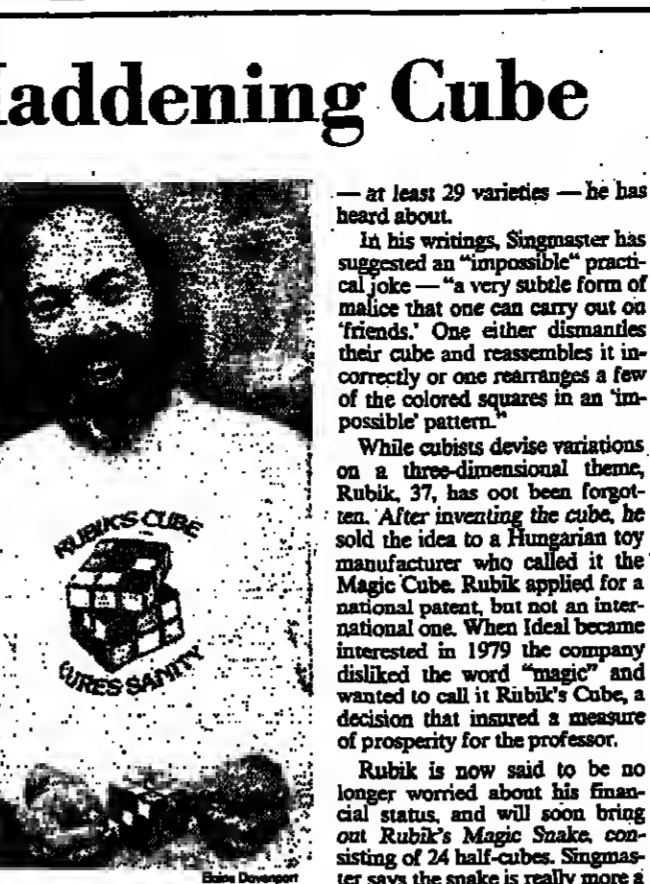 addening Cube
RUBIK'S CUBE
CURES SANITY
Elaine Davenport
— at least 29 varieties — he has
heard about.
In his writings, Singmaster has
suggested an "impossible" practi-
cal joke — "a very subtle form of
malice that one can carry out on
'friends.' One either dismantles
their cube and reassembles it in-
correctly or one rearranges a few
of the colored squares in an 'im-
possible' pattern."
While cubists devise variations
on a three-dimensional theme,
Rubik, 37, has oot been forgot-
ten. After inventing the cube, he
sold the idea to a Hungarian toy
manufacturer who called it the
Magic Cube. Rubik applied for a
national patent, but not an inter-
national one. When Ideal became
interested in 1979 the company
disliked the word "magic" and
wanted to call it Rubik's Cube, a
decision that insured a measure
of prosperity for the professor.
Rubik is now said to be no
longer worried about his finan-
cial status, and will soon bring
out Rubik's Magic Snake, con-
sisting of 24 half-cubes. Singmas-
ter says the snake is really more a